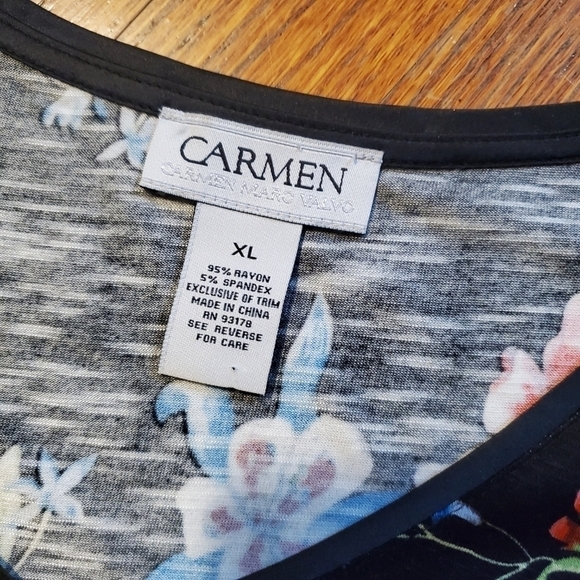 CARMEN
CARMEN MARC VALVO
XL
95% RAYON
5% SPANDEX
EXCLUSIVE OF TRIM
MADE IN CHINA
RN 93178
SEE REVERSE
FOR CARE